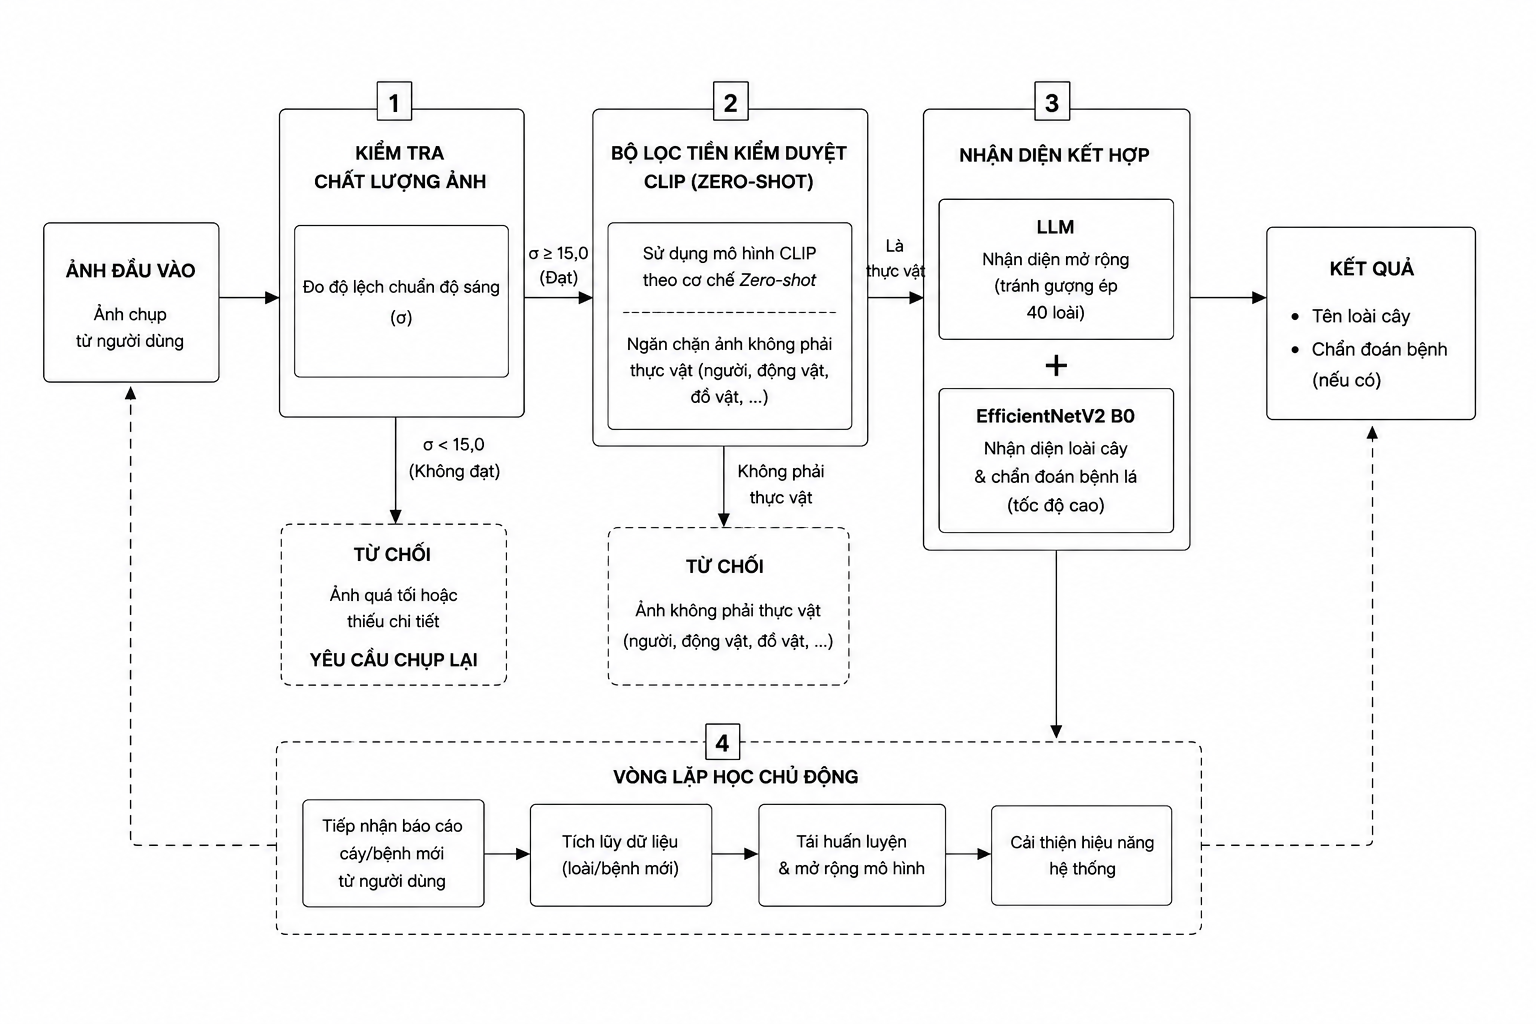 ẢNH ĐẦU VÀO
Ảnh chụp
từ người dùng
1
KIỂM TRA
CHẤT LƯỢNG ẢNH
Đo độ lệch chuẩn độ sáng
(σ)
σ ≥ 15,0
(Đạt)
σ < 15,0
(Không đạt)
TỪ CHỐI
Ảnh quá tối hoặc
thiếu chi tiết
YÊU CẦU CHỤP LẠI
2
BỘ LỌC TIỀN KIỂM DUYỆT
CLIP (ZERO-SHOT)
Sử dụng mô hình CLIP
theo cơ chế Zero-shot
Ngăn chặn ảnh không phải
thực vật (người, động vật,
đồ vật, ...)
Là
thực vật
Không phải
thực vật
TỪ CHỐI
Ảnh không phải thực vật
(người, động vật, đồ vật, ...)
3
NHẬN DIỆN KẾT HỢP
LLM
Nhận diện mở rộng
(tránh gượng ép
40 loài)
+
EfficientNetV2 B0
Nhận diện loài cây
& chẩn đoán bệnh lá
(tốc độ cao)
KẾT QUẢ
• Tên loài cây
• Chẩn đoán bệnh
(nếu có)
4
VÒNG LẶP HỌC CHỦ ĐỘNG
Tiếp nhận báo cáo
cáy/bệnh mới
từ người dùng
Tích lũy dữ liệu
(loài/bệnh mới)
Tái huấn luyện
& mở rộng mô hình
Cải thiện hiệu năng
hệ thống